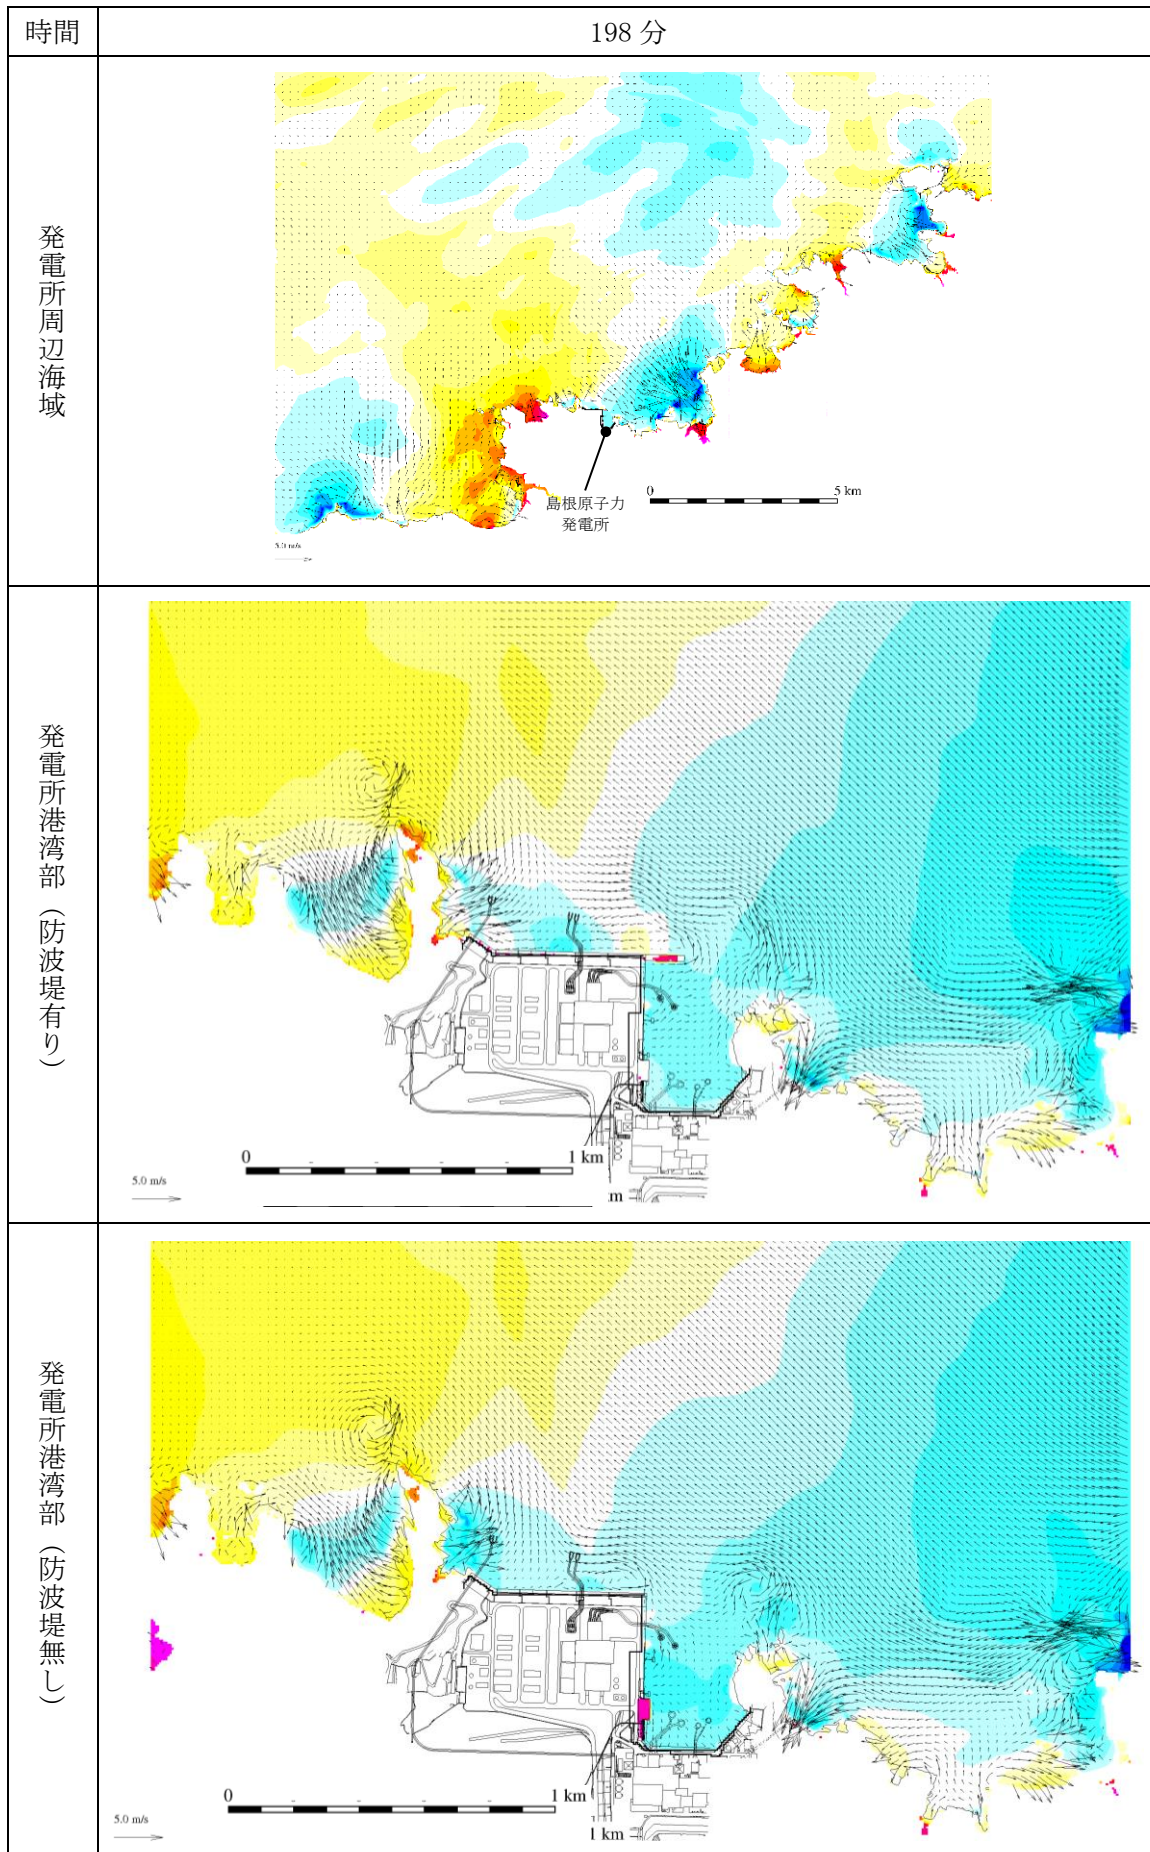 時間
198 分
発電所周辺海域
島根原子力
発電所
0
5 km
5.0 m/s
発電所港湾部（防波堤有り）
0
1 km
5.0 m/s
m
発電所港湾部（防波堤無し）
0
1 km
5.0 m/s
1 km